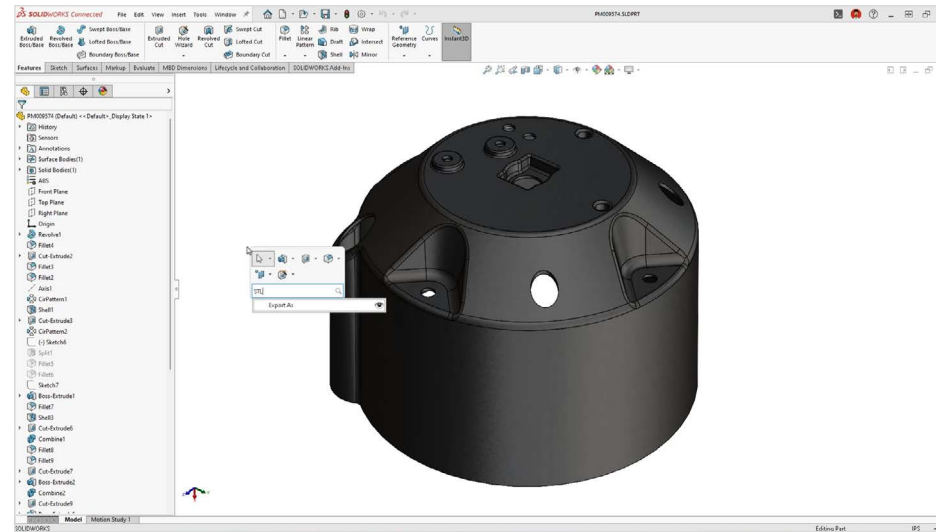 SOLIDWORKS Connected File Edit View Insert Tools Window PM009574.SLDPRT
Extruded Boss/Base
Revolved Boss/Base
Swept Boss/Base
Lofted Boss/Base
Boundary Boss/Base
Extruded Cut
Hole Wizard
Revolved Cut
Swept Cut
Lofted Cut
Boundary Cut
Fillet
Linear Pattern
Rib
Draft
Shell
Wrap
Intersect
Mirror
Reference Geometry
Curves
Instant3D
Features Sketch Surfaces Markup Evaluate MBD Dimensions Lifecycle and Collaboration SOLIDWORKS Add-Ins
PM009574 (Default) <<Default>_Display State 1>
History
Sensors
Annotations
Surface Bodies(1)
Solid Bodies(1)
ABS
Front Plane
Top Plane
Right Plane
Origin
Revolve1
Fillet4
Cut-Extrude2
Fillet3
Fillet2
Axis1
CirPattern1
Shell1
Cut-Extrude3
CirPattern2
(-) Sketch6
Split1
Fillet5
Fillet6
Sketch7
Boss-Extrude1
Fillet7
Shell3
Cut-Extrude6
Combine1
Fillet8
Fillet9
Cut-Extrude7
Boss-Extrude2
Combine2
Cut-Extrude9
STL
Export As
Model Motion Study 1
SOLIDWORKS Editing Part IPS